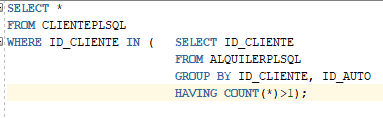 SELECT *
FROM CLIENTEPLSQL
WHERE ID_CLIENTE IN ( SELECT ID_CLIENTE
FROM ALQUILERPLSQL
GROUP BY ID_CLIENTE, ID_AUTO
HAVING COUNT(*)>1);